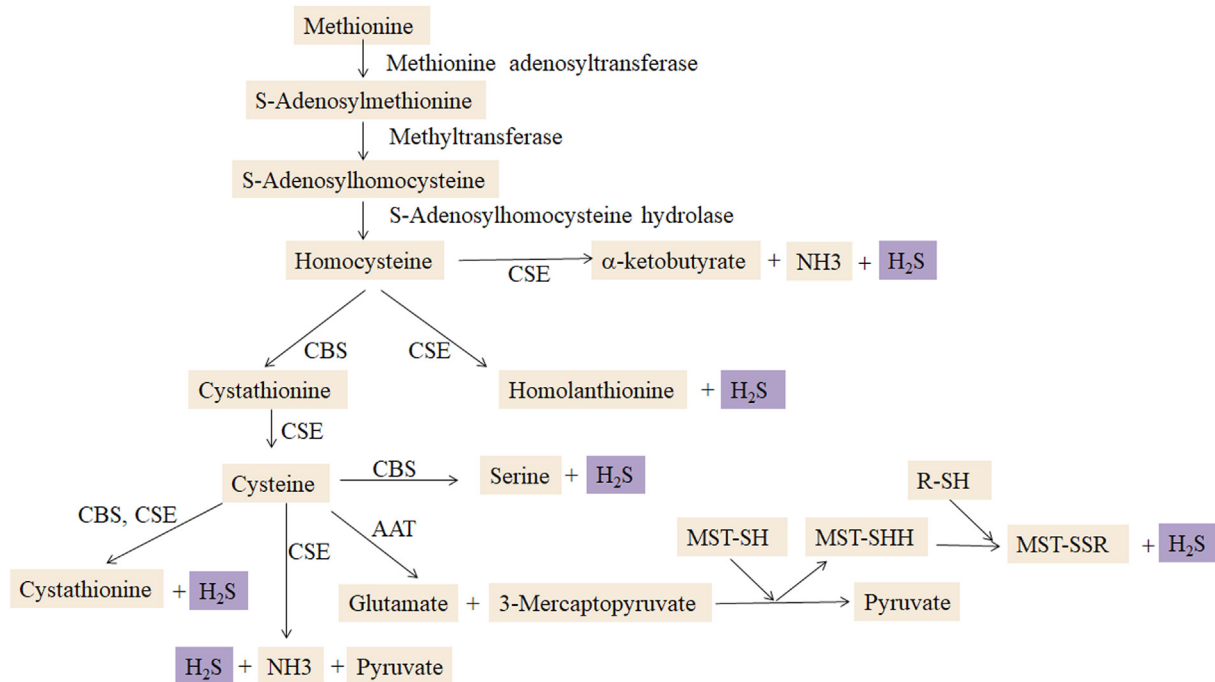 Methionine
Methionine adenosyltransferase
S-Adenosylmethionine
Methyltransferase
S-Adenosylhomocysteine
S-Adenosylhomocysteine hydrolase
Homocysteine CSE α-ketobutyrate + NH3 + H₂S
CBS CSE
Cystathionine Homolanthionine + H₂S
CSE
Cysteine CBS Serine + H₂S
R-SH
CBS, CSE CSE AAT MST-SH MST-SHH MST-SSR + H₂S
Cystathionine + H₂S
Glutamate + 3-Mercaptopyruvate Pyruvate
H₂S + NH3 + Pyruvate